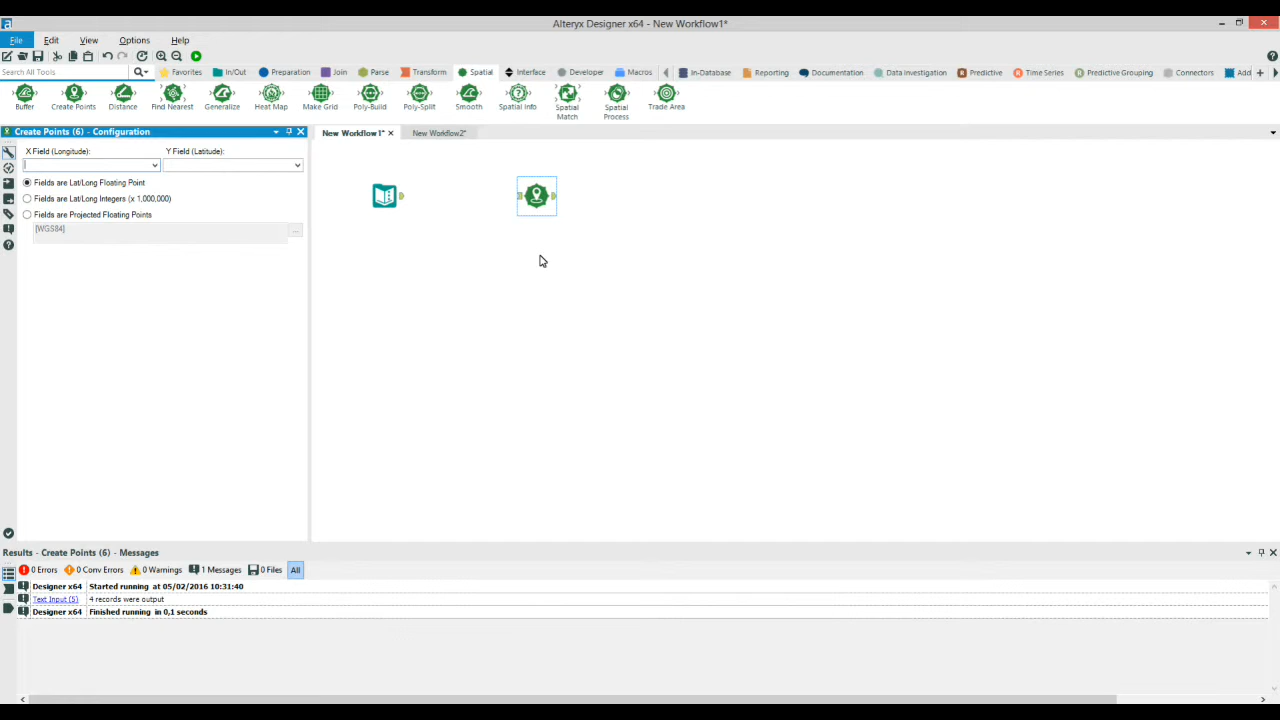 Alteryx Designer x64 - New Workflow1*
File Edit View Options Help
Search All Tools Favorites In/Out Preparation Join Parse Transform Spatial Interface Developer Macros In-Database Reporting Documentation Data Investigation Predictive Time Series Predictive Grouping Connectors Add
Buffer Create Points Distance Find Nearest Generalize Heat Map Make Grid Poly-Build Poly-Split Smooth Spatial Info Spatial Match Spatial Process Trade Area
Create Points (6) - Configuration
New Workflow1* New Workflow2*
X Field (Longitude): Y Field (Latitude):
Fields are Lat/Long Floating Point
Fields are Lat/Long Integers (x 1,000,000)
Fields are Projected Floating Points
[WGS84] ...
Results - Create Points (6) - Messages
0 Errors 0 Conv Errors 0 Warnings 1 Messages 0 Files All
Designer x64 Started running at 05/02/2016 10:31:40
Text Input (5) 4 records were output
Designer x64 Finished running in 0,1 seconds